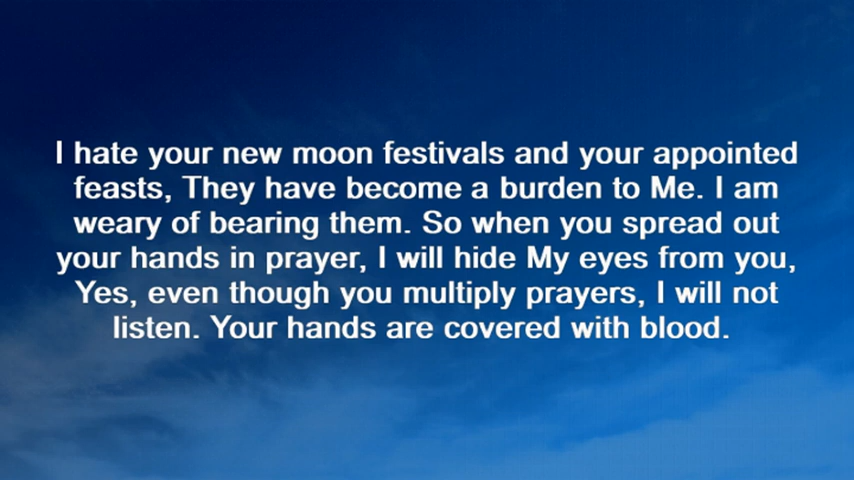 I hate your new moon festivals and your appointed
feasts, They have become a burden to Me. I am
weary of bearing them. So when you spread out
your hands in prayer, I will hide My eyes from you,
Yes, even though you multiply prayers, I will not
listen. Your hands are covered with blood.